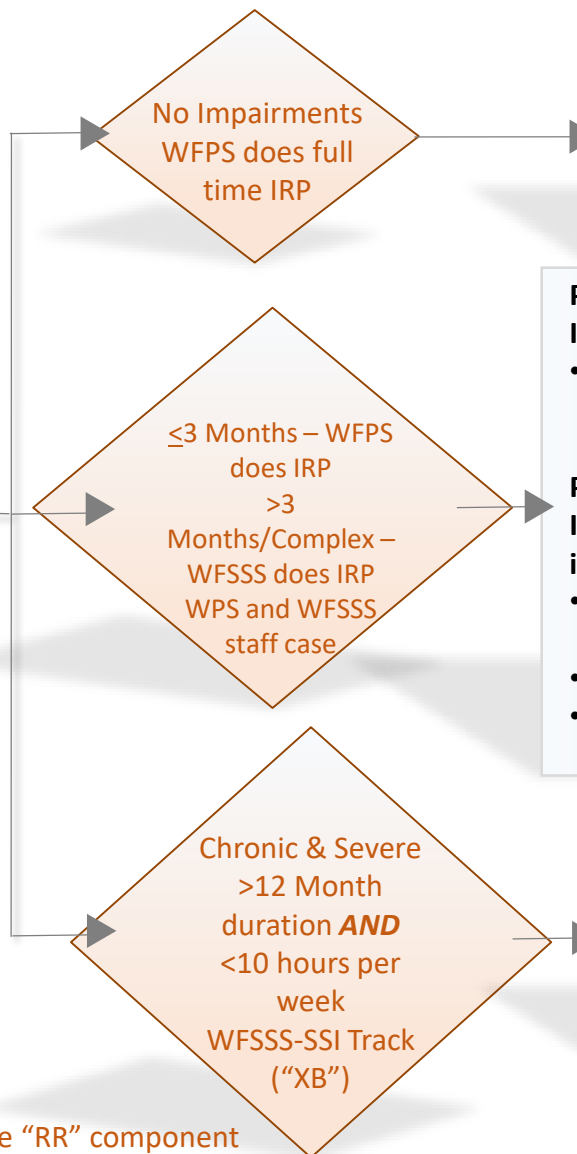 No Impairments
WFPS does full
time IRP
≤3 Months – WFPS
does IRP
>3
Months/Complex –
WFSSS does IRP
WPS and WFSSS
staff case
Chronic & Severe
>12 Month
duration AND
<10 hours per
week
WFSSS-SSI Track
("XB")
"RR" component